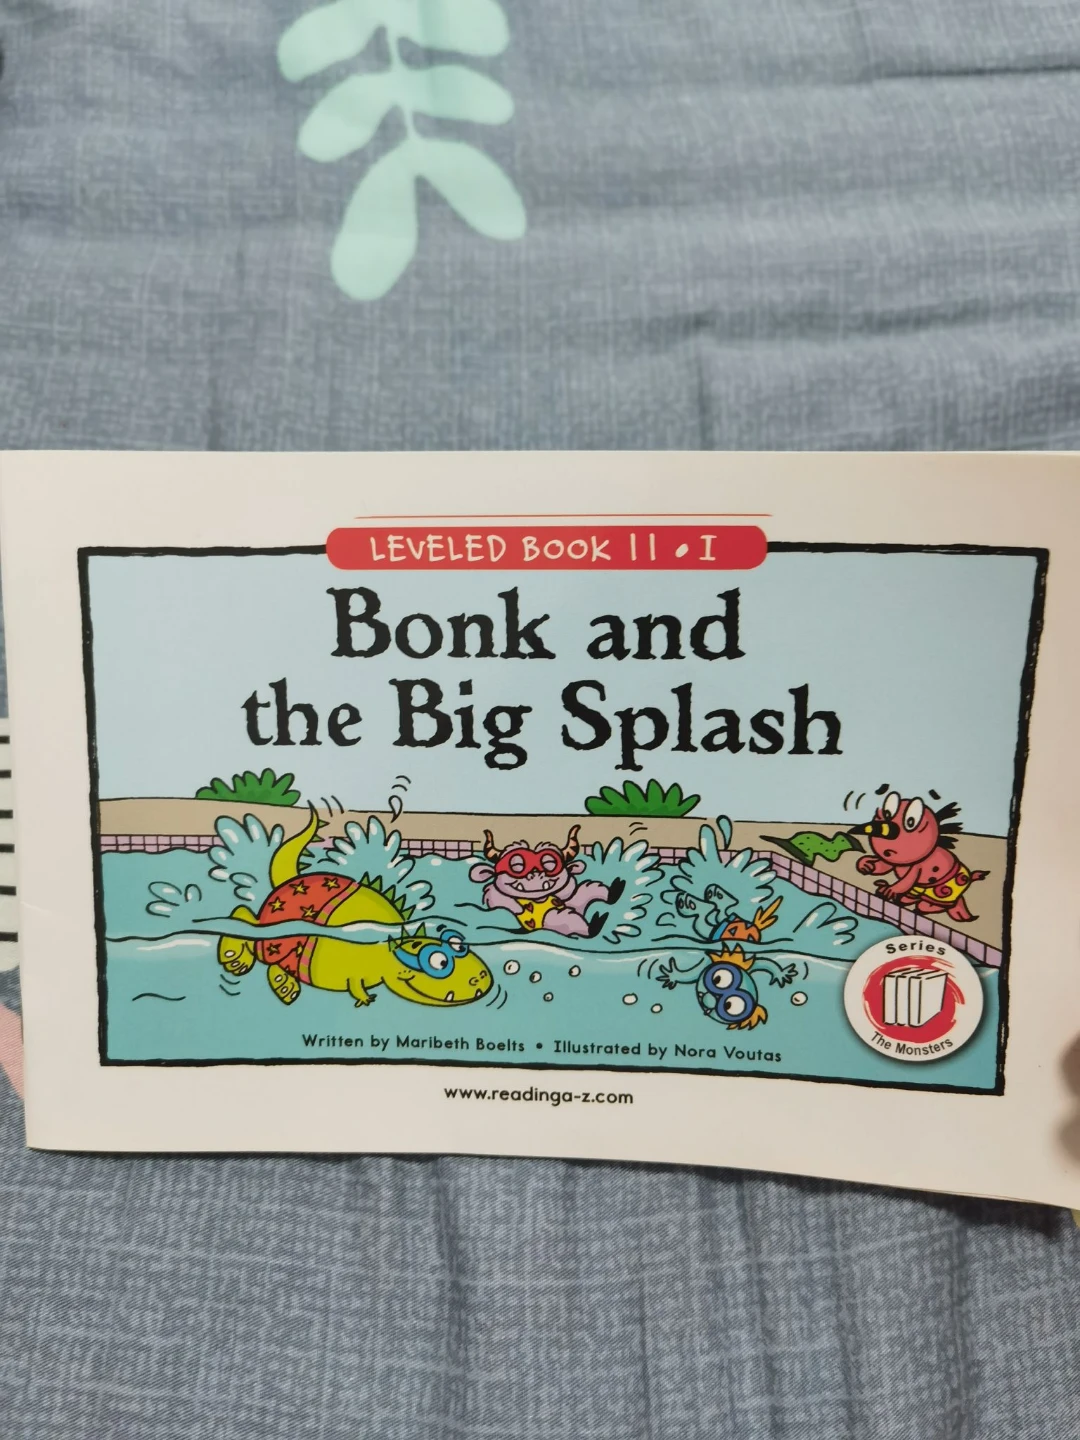 LEVELED BOOK 11 • I
Bonk and
the Big Splash
Series
The Monsters
Written by Maribeth Boelts • Illustrated by Nora Voutas
www.readinga-z.com